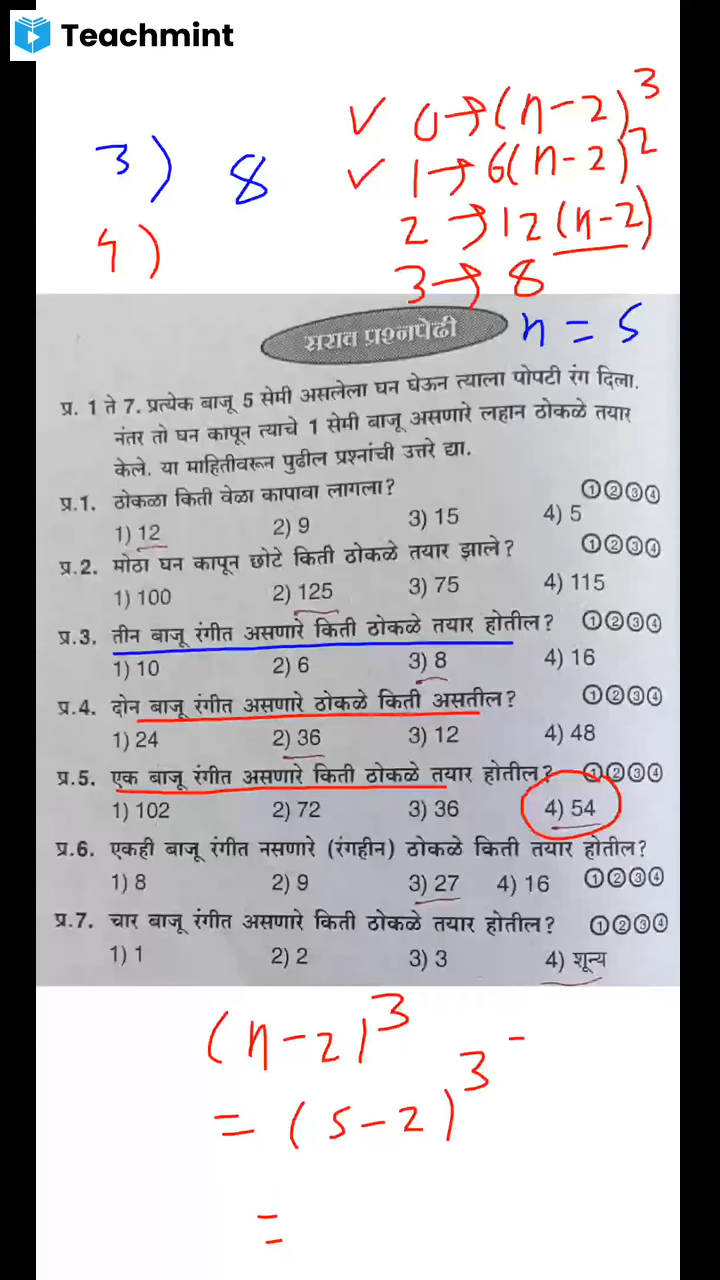 Teachmint
✓ 0→(n-2)³
3) 8 ✓ 1→6(n-2)²
4) 2→12(n-2)
3→8
सराव प्रश्नपेढी n = 5
प्र. 1 ते 7. प्रत्येक बाजू 5 सेमी असलेला घन घेऊन त्याला पोपटी रंग दिला.
नंतर तो घन कापून त्याचे 1 सेमी बाजू असणारे लहान ठोकळे तयार
केले. या माहितीवरून पुढील प्रश्नांची उत्तरे द्या.
प्र.1. ठोकळा किती वेळा कापावा लागला? ①②③④
1) 12 2) 9 3) 15 4) 5
प्र.2. मोठा घन कापून छोटे किती ठोकळे तयार झाले? ①②③④
1) 100 2) 125 3) 75 4) 115
प्र.3. तीन बाजू रंगीत असणारे किती ठोकळे तयार होतील? ①②③④
1) 10 2) 6 3) 8 4) 16
प्र.4. दोन बाजू रंगीत असणारे ठोकळे किती असतील? ①②③④
1) 24 2) 36 3) 12 4) 48
प्र.5. एक बाजू रंगीत असणारे किती ठोकळे तयार होतील? ①②③④
1) 102 2) 72 3) 36 4) 54
प्र.6. एकही बाजू रंगीत नसणारे (रंगहीन) ठोकळे किती तयार होतील?
1) 8 2) 9 3) 27 4) 16 ①②③④
प्र.7. चार बाजू रंगीत असणारे किती ठोकळे तयार होतील? ①②③④
1) 1 2) 2 3) 3 4) शून्य
(n-2)³
= (5-2)³ -
=